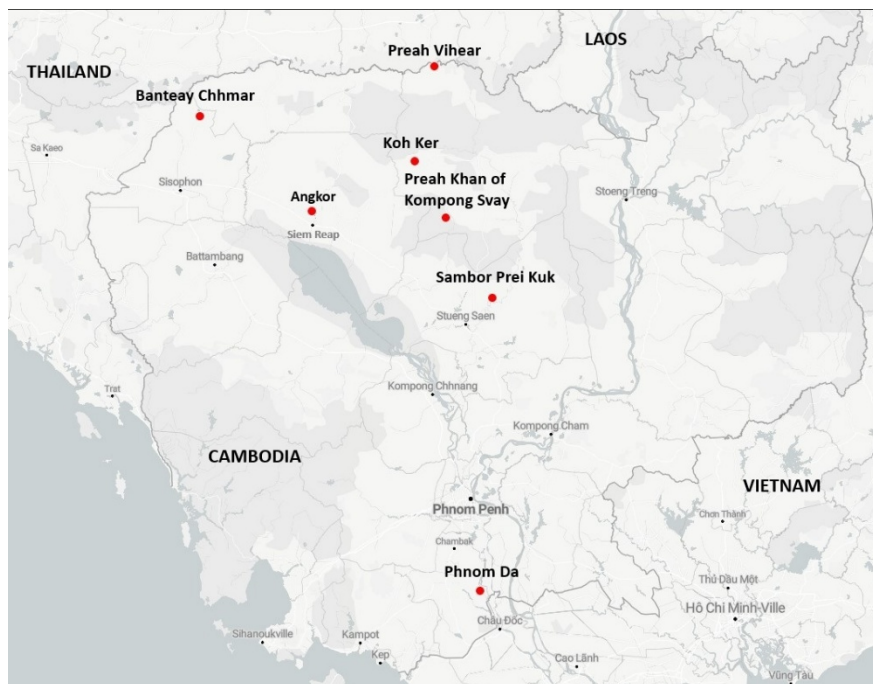 Preah Vihear
LAOS
THAILAND
Banteay Chhmar
Sa Kaeo
Koh Ker
Preah Khan of
Kompong Svay
Sisophon
Stoeng Treng
Angkor
Siem Reap
Battambang
Sambor Prei Kuk
Stueng Saen
Trat
Kompong Chhnang
Kompong Cham
CAMBODIA
VIETNAM
Phnom Penh
Chơn Thành
Chambak
Phnom Da
Thủ Dầu Một
Hô Chi Minh-Ville
Châu Đốc
Sihanoukville
Kampot
Kep
Cao Lãnh
Vũng Tàu